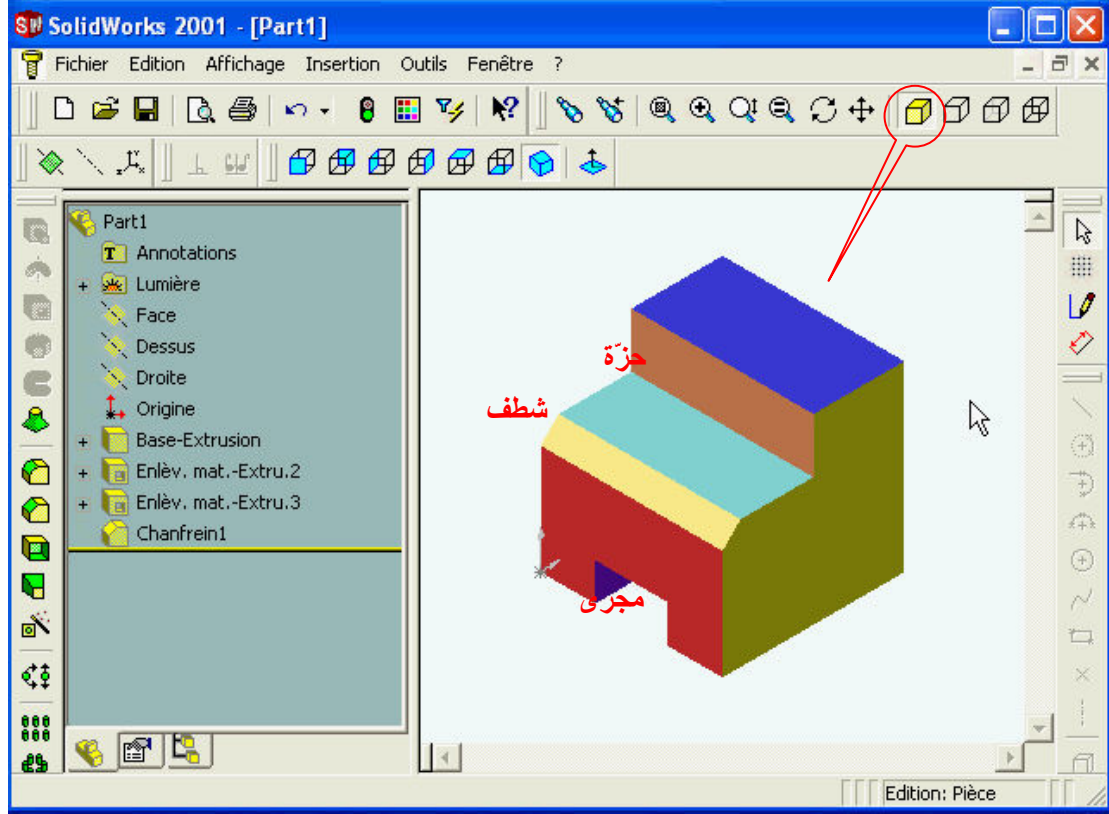 SolidWorks 2001 - [Part1]
Fichier Edition Affichage Insertion Outils Fenêtre ?
Part1
Annotations
Lumière
Face
Dessus
Droite
Origine
Base-Extrusion
Enlèv. mat.-Extru.2
Enlèv. mat.-Extru.3
Chanfrein1
حزّة
شطف
مجرى
Edition: Pièce